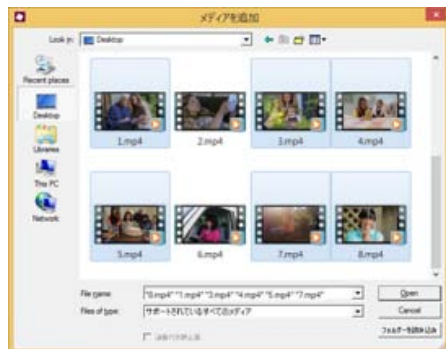 メディアを追加
Look in: Desktop
Recent places
Desktop
Libraries
This PC
Network
1.mp4 2.mp4 3.mp4 4.mp4
5.mp4 6.mp4 7.mp4 8.mp4
File name: "8.mp4" "1.mp4" "3.mp4" "4.mp4" "5.mp4" "7.mp4" Open
Files of type: サポートされているすべてのメディア Cancel
フォルダーを読み込み